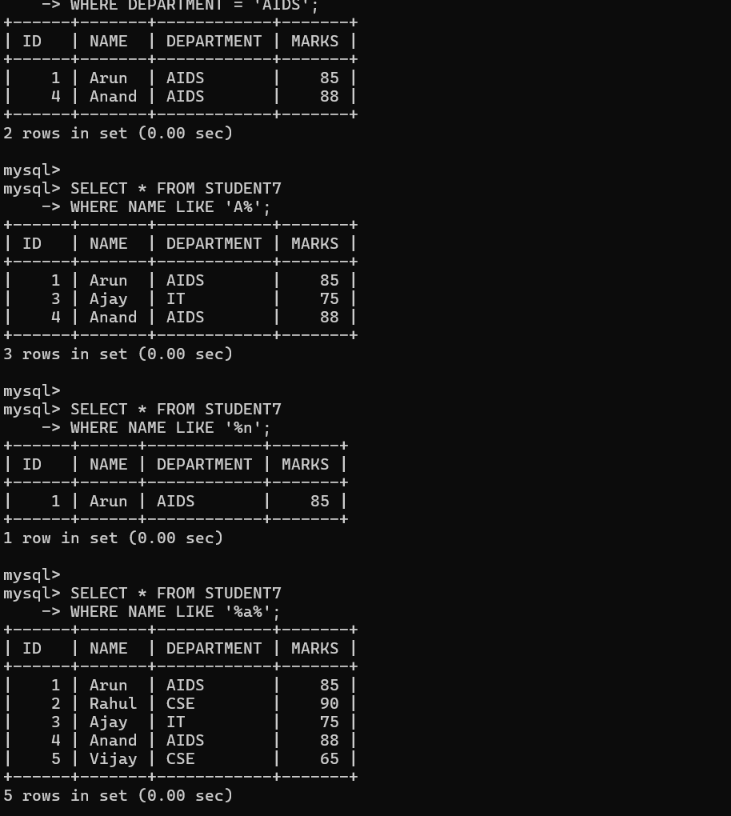 -> WHERE DEPARTMENT = 'AIDS';
+------+-------+------------+-------+
| ID   | NAME  | DEPARTMENT | MARKS |
+------+-------+------------+-------+
|    1 | Arun  | AIDS       |    85 |
|    4 | Anand | AIDS       |    88 |
+------+-------+------------+-------+
2 rows in set (0.00 sec)

mysql>
mysql> SELECT * FROM STUDENT7
    -> WHERE NAME LIKE 'A%';
+------+-------+------------+-------+
| ID   | NAME  | DEPARTMENT | MARKS |
+------+-------+------------+-------+
|    1 | Arun  | AIDS       |    85 |
|    3 | Ajay  | IT         |    75 |
|    4 | Anand | AIDS       |    88 |
+------+-------+------------+-------+
3 rows in set (0.00 sec)

mysql>
mysql> SELECT * FROM STUDENT7
    -> WHERE NAME LIKE '%n';
+------+------+------------+-------+
| ID   | NAME | DEPARTMENT | MARKS |
+------+------+------------+-------+
|    1 | Arun | AIDS       |    85 |
+------+------+------------+-------+
1 row in set (0.00 sec)

mysql>
mysql> SELECT * FROM STUDENT7
    -> WHERE NAME LIKE '%a%';
+------+-------+------------+-------+
| ID   | NAME  | DEPARTMENT | MARKS |
+------+-------+------------+-------+
|    1 | Arun  | AIDS       |    85 |
|    2 | Rahul | CSE        |    90 |
|    3 | Ajay  | IT         |    75 |
|    4 | Anand | AIDS       |    88 |
|    5 | Vijay | CSE        |    65 |
+------+-------+------------+-------+
5 rows in set (0.00 sec)